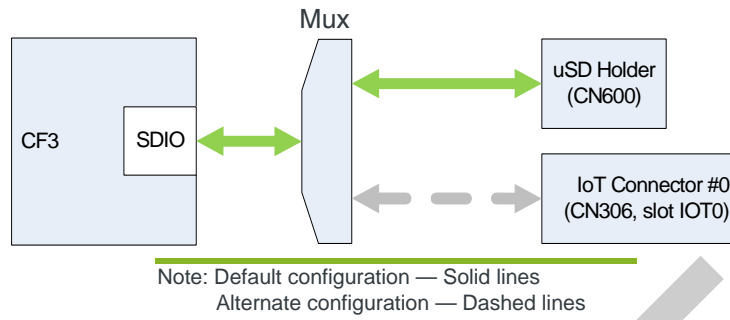 Mux
uSD Holder
(CN600)
CF3
SDIO
IoT Connector #0
(CN306, slot IOT0)
Note: Default configuration — Solid lines
Alternate configuration — Dashed lines